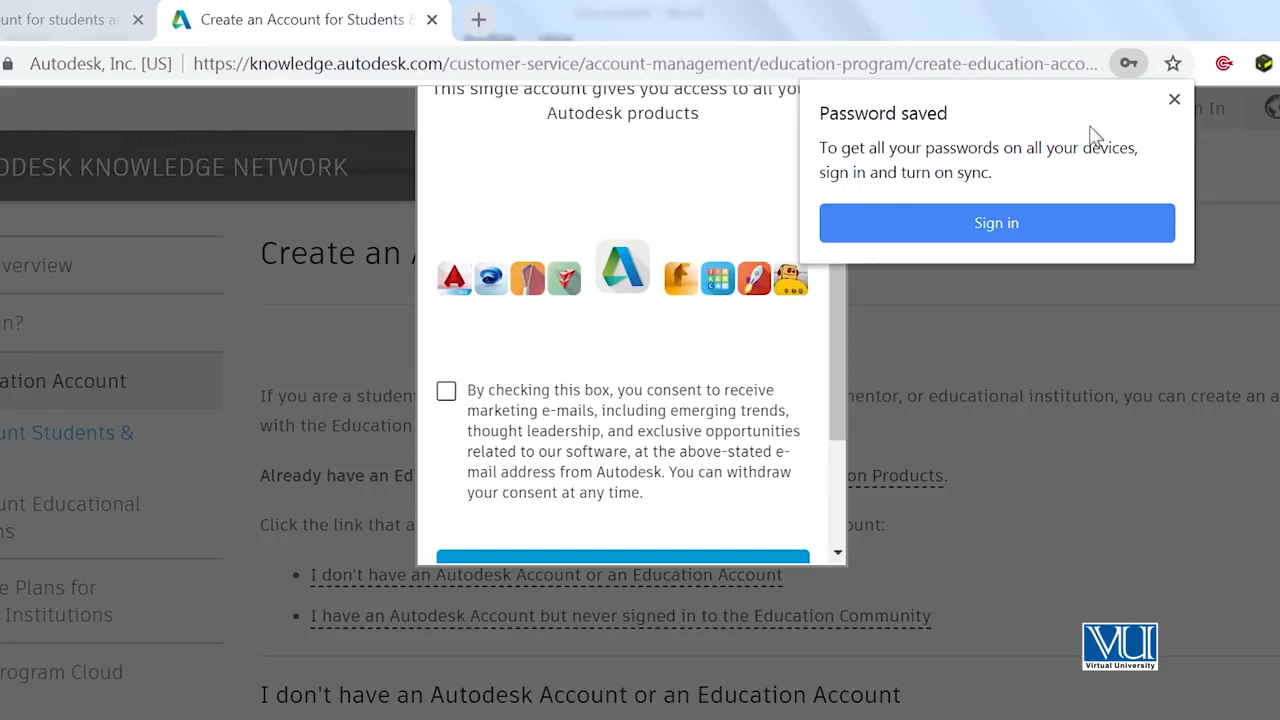 unt for students a
Create an Account for Students &
Autodesk, Inc. [US]
https://knowledge.autodesk.com/customer-service/account-management/education-program/create-education-acco...
This single account gives you access to all you
Autodesk products
Password saved
To get all your passwords on all your devices,
sign in and turn on sync.
Sign in
In
ODESK KNOWLEDGE NETWORK
verview
in?
ation Account
unt Students &
unt Educational
ns
e Plans for
Institutions
rogram Cloud
Create an A
If you are a studen
mentor, or educational institution, you can create an a
with the Education
Already have an Ed
on Products.
Click the link that a
ount:
By checking this box, you consent to receive
marketing e-mails, including emerging trends,
thought leadership, and exclusive opportunities
related to our software, at the above-stated e-
mail address from Autodesk. You can withdraw
your consent at any time.
• I don't have an Autodesk Account or an Education Account
• I have an Autodesk Account but never signed in to the Education Community
I don't have an Autodesk Account or an Education Account
VU
Virtual University